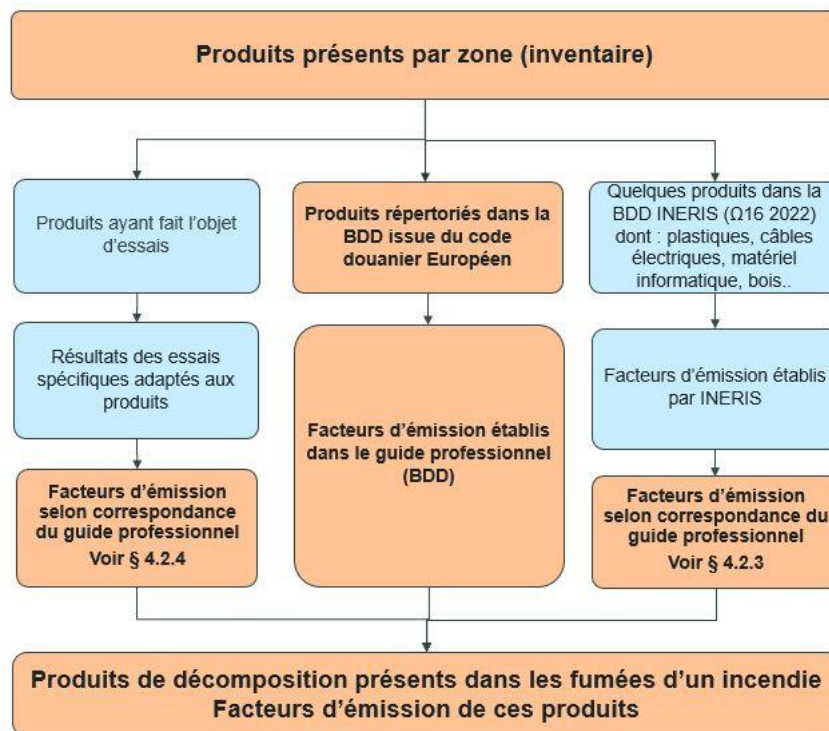 Produits présents par zone (inventaire)
Produits ayant fait l’objet
d’essais
Produits répertoriés dans la
BDD issue du code
douanier Européen
Quelques produits dans la
BDD INERIS (Ω16 2022)
dont : plastiques, câbles
électriques, matériel
informatique, bois..
Résultats des essais
spécifiques adaptés aux
produits
Facteurs d’émission établis
dans le guide professionnel
(BDD)
Facteurs d’émission établis
par INERIS
Facteurs d’émission
selon correspondance
du guide professionnel
Voir § 4.2.4
Facteurs d’émission
selon correspondance du
guide professionnel
Voir § 4.2.3
Produits de décomposition présents dans les fumées d’un incendie
Facteurs d’émission de ces produits